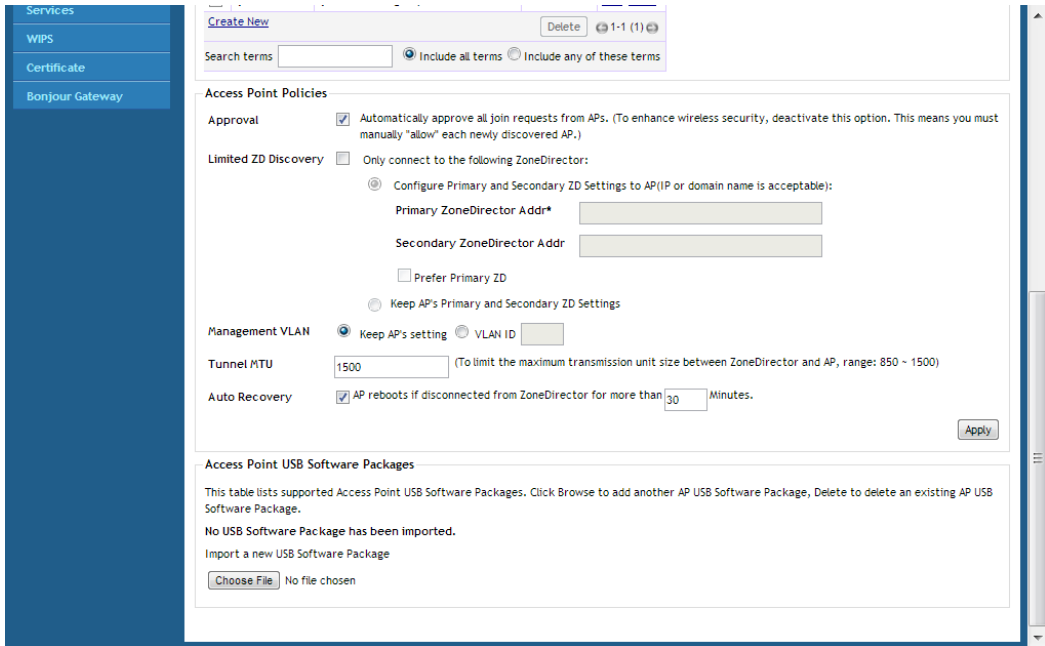 Services
WIPS
Certificate
Bonjour Gateway
Create New
Delete
1-1 (1)
Search terms
Include all terms
Include any of these terms
Access Point Policies
Approval
Automatically approve all join requests from APs. (To enhance wireless security, deactivate this option. This means you must
manually "allow" each newly discovered AP.)
Limited ZD Discovery
Only connect to the following ZoneDirector:
Configure Primary and Secondary ZD Settings to AP(IP or domain name is acceptable):
Primary ZoneDirector Addr*
Secondary ZoneDirector Addr
Prefer Primary ZD
Keep AP's Primary and Secondary ZD Settings
Management VLAN
Keep AP's setting
VLAN ID
Tunnel MTU
1500
(To limit the maximum transmission unit size between ZoneDirector and AP, range: 850 ~ 1500)
Auto Recovery
AP reboots if disconnected from ZoneDirector for more than
30
Minutes.
Apply
Access Point USB Software Packages
This table lists supported Access Point USB Software Packages. Click Browse to add another AP USB Software Package, Delete to delete an existing AP USB
Software Package.
No USB Software Package has been imported.
Import a new USB Software Package
Choose File
No file chosen